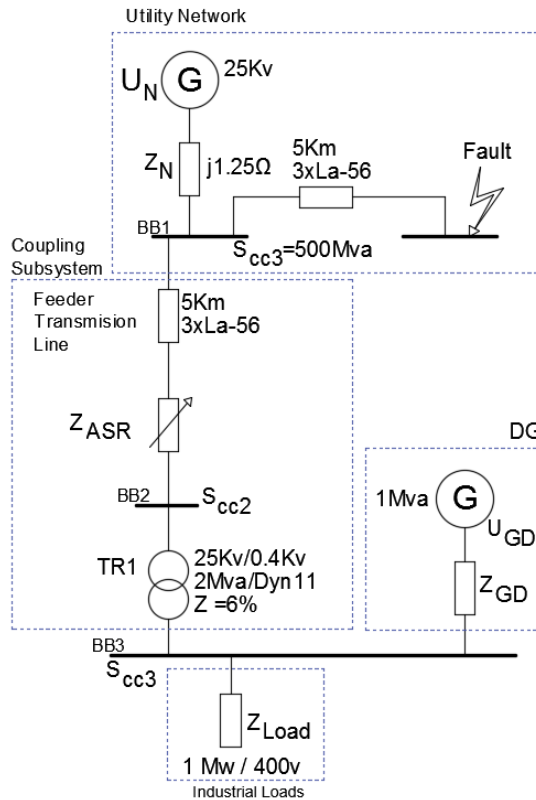 Utility Network
U_N G 25Kv
Z_N j1.25Ω
5Km
3xLa-56
Fault
BB1
S_cc3=500Mva
Coupling
Subsystem
Feeder
Transmision
Line
5Km
3xLa-56
Z_ASR
BB2 S_cc2
TR1
25Kv/0.4Kv
2Mva/Dyn11
Z =6%
DG
1Mva G
U_GD
Z_GD
BB3
S_cc3
Z_Load
1 Mw / 400v
Industrial Loads